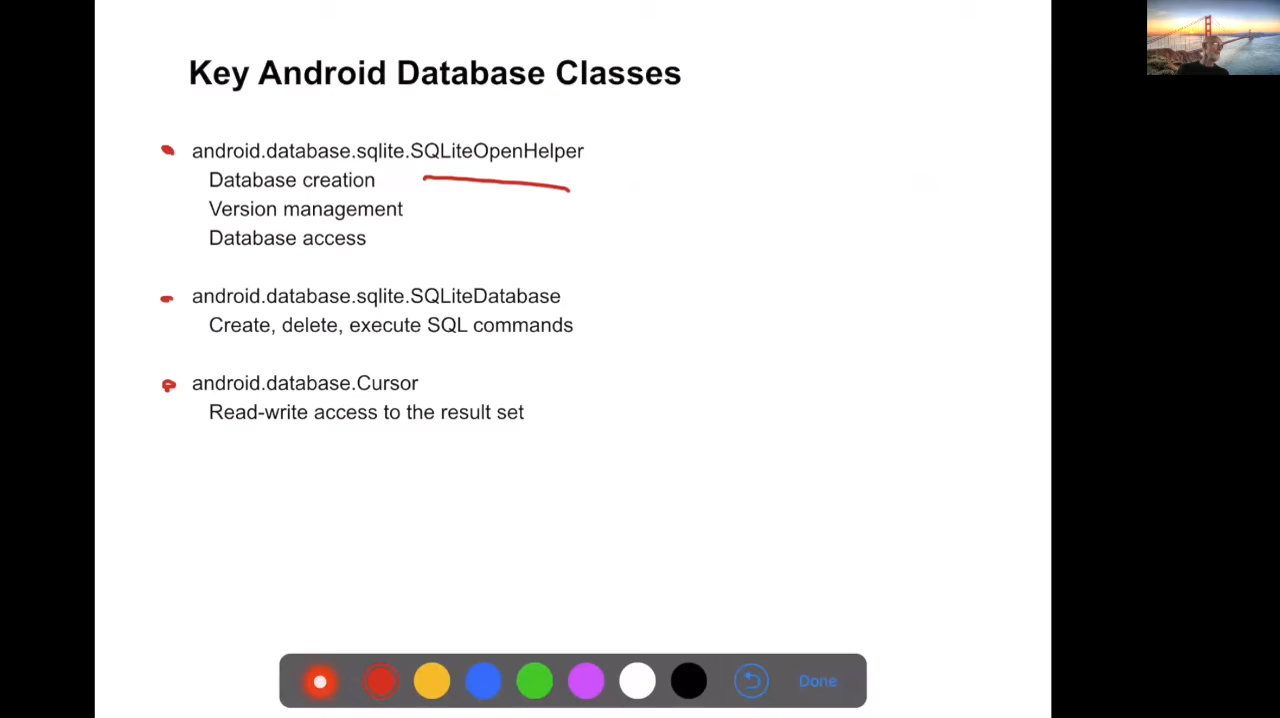 Key Android Database Classes
android.database.sqlite.SQLiteOpenHelper
Database creation
Version management
Database access
android.database.sqlite.SQLiteDatabase
Create, delete, execute SQL commands
android.database.Cursor
Read-write access to the result set
Done